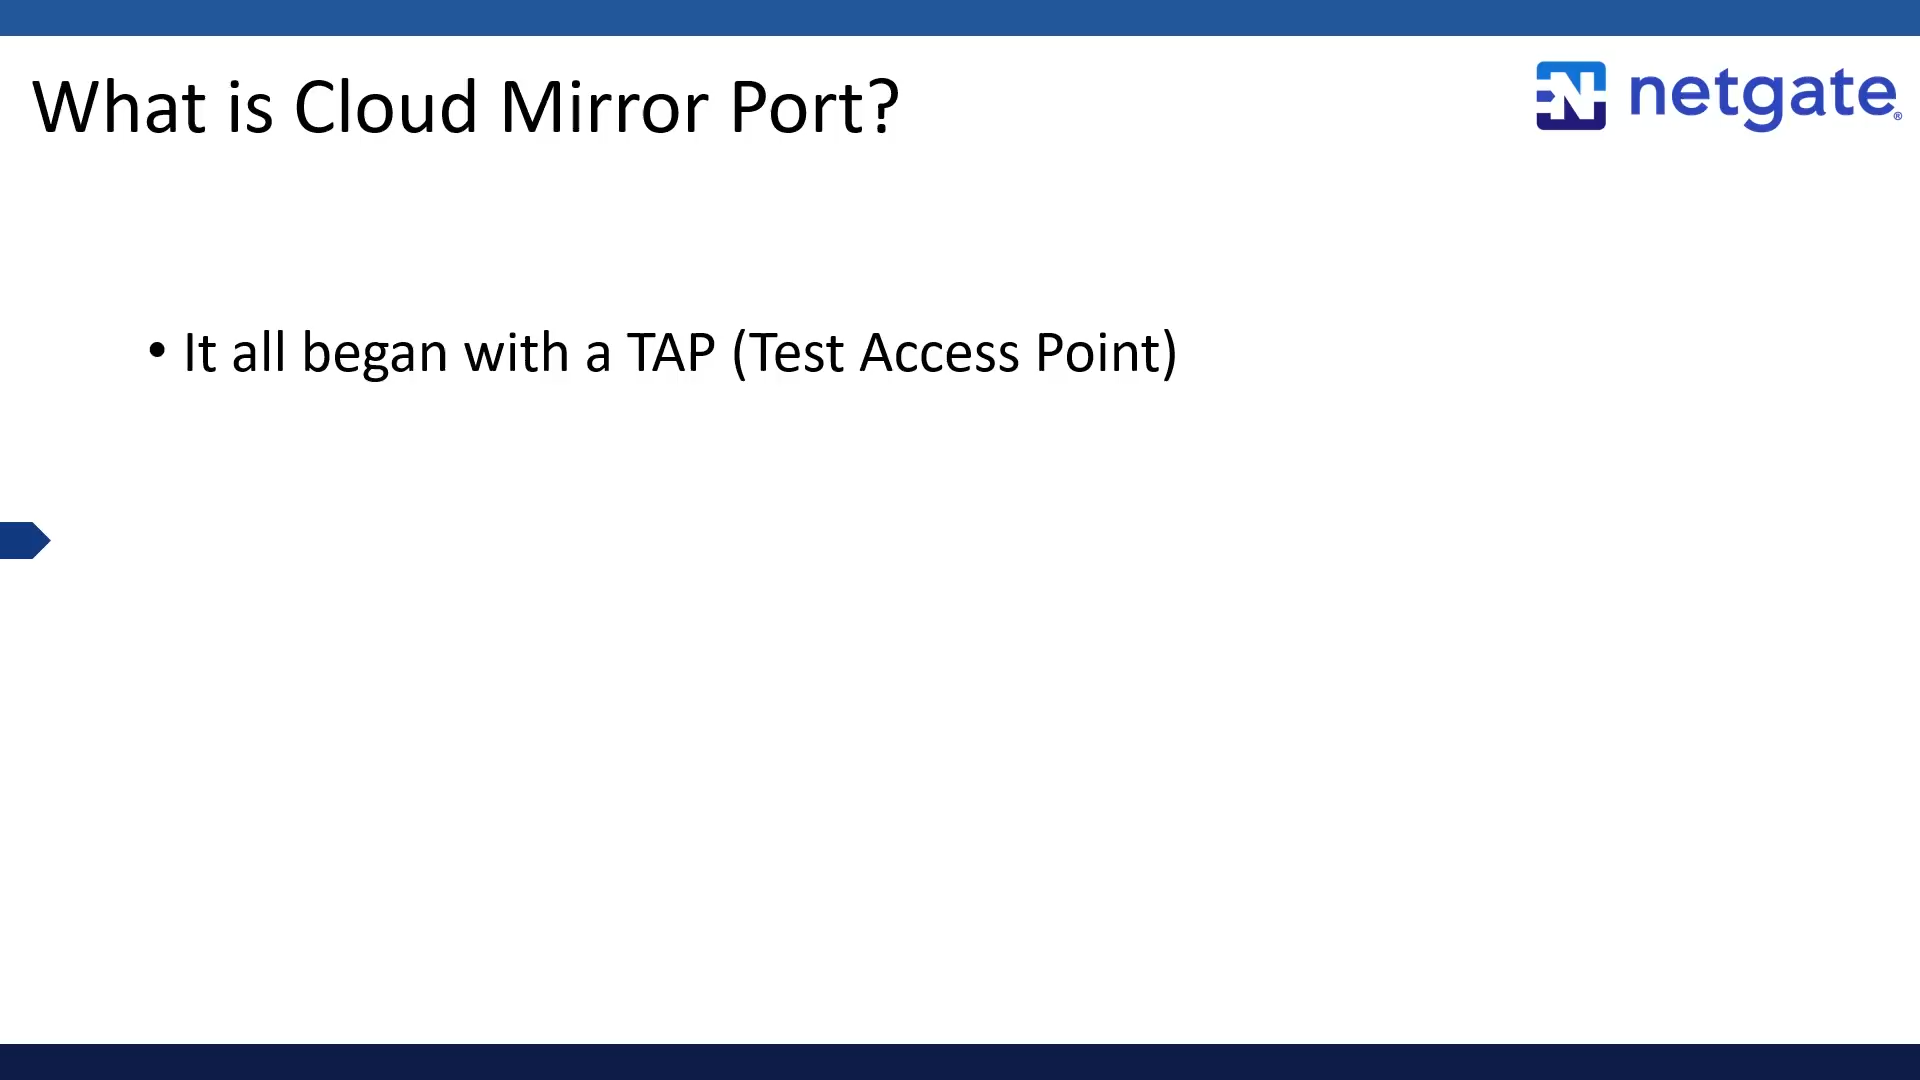 What is Cloud Mirror Port?
netgate®
• It all began with a TAP (Test Access Point)